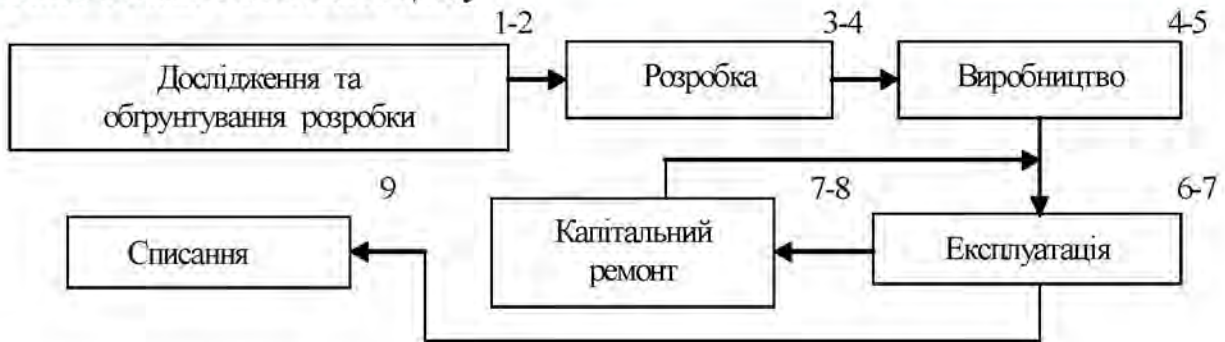 1-2
3-4
4-5
Дослідження та
обґрунтування розробки
Розробка
Виробництво
9
7-8
6-7
Списання
Капітальний
ремонт
Експлуатація